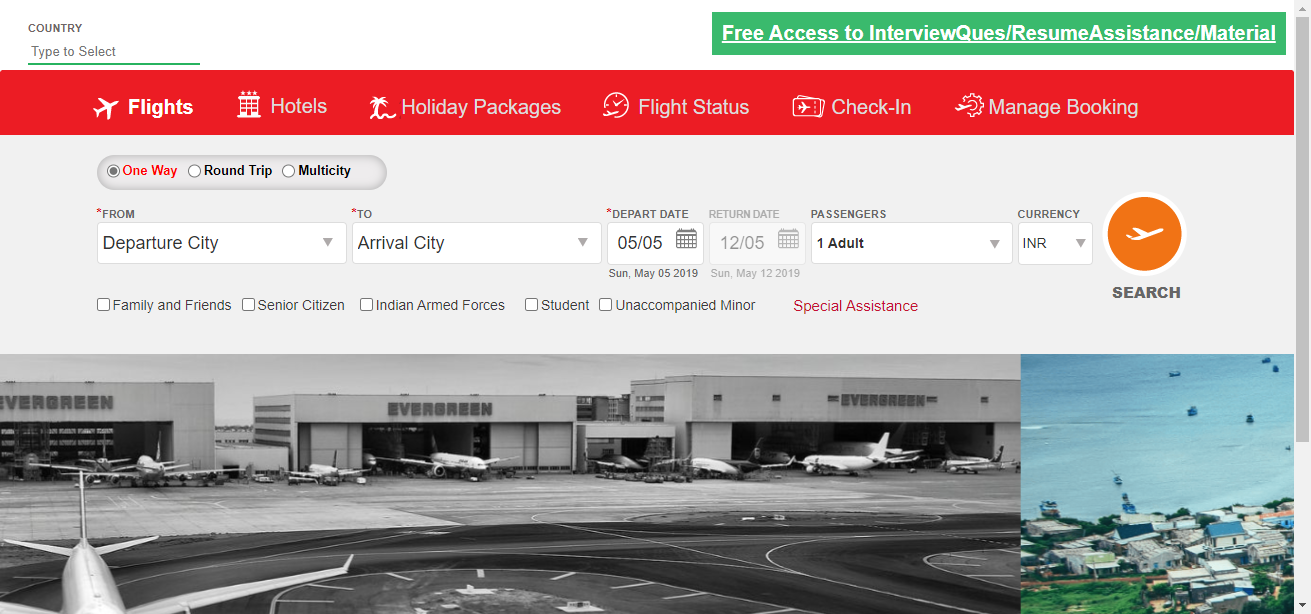 COUNTRY
Type to Select
Free Access to InterviewQues/ResumeAssistance/Material
Flights
Hotels
Holiday Packages
Flight Status
Check-In
Manage Booking
One Way
Round Trip
Multicity
*FROM
*TO
*DEPART DATE
RETURN DATE
PASSENGERS
CURRENCY
Departure City
Arrival City
05/05
12/05
1 Adult
INR
Sun, May 05 2019
Sun, May 12 2019
SEARCH
Family and Friends
Senior Citizen
Indian Armed Forces
Student
Unaccompanied Minor
Special Assistance
EVERGREEN
EVERGREEN
EVERGREEN